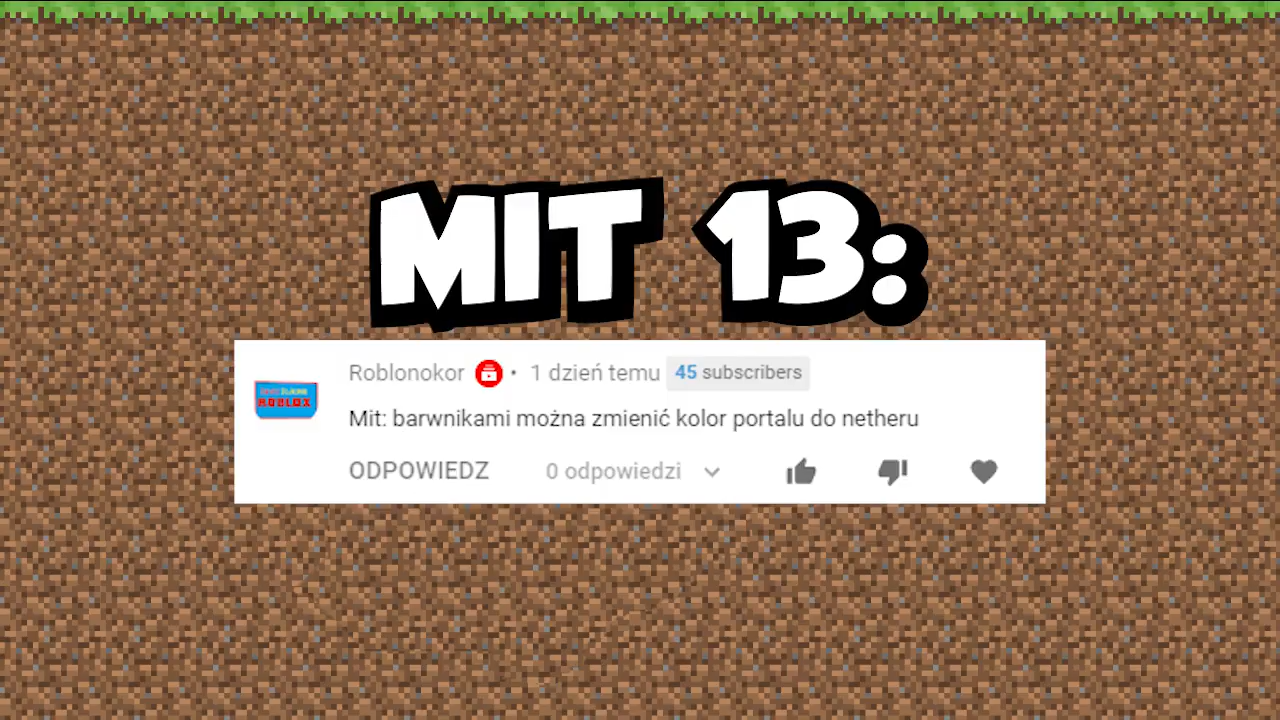 MIT 13:
Roblonokor • 1 dzień temu 45 subscribers
ROBLOX
Mit: barwnikami można zmienić kolor portalu do netheru
ODPOWIEDZ 0 odpowiedzi